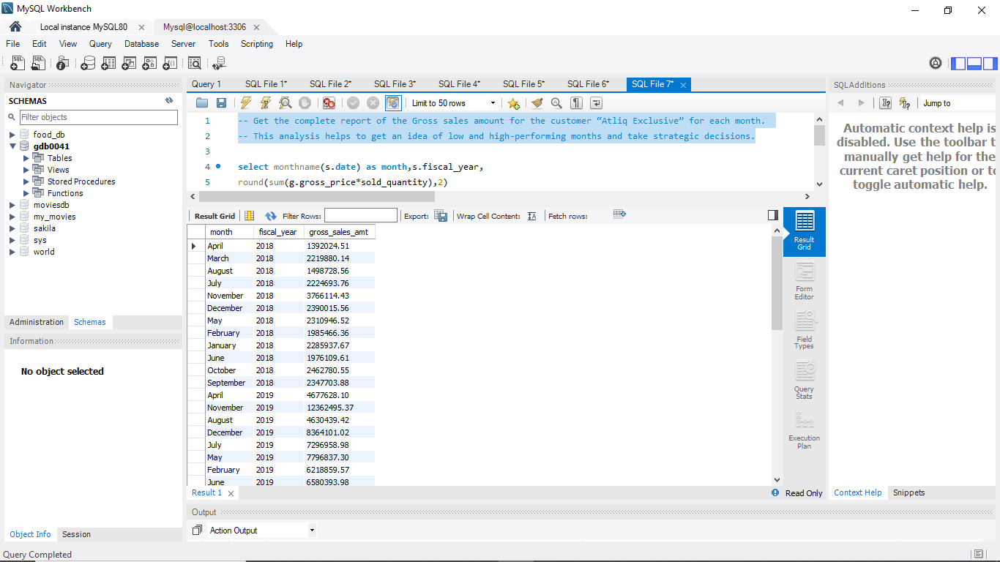 MySQL Workbench
Local instance MySQL80 Mysql@localhost:3306
File Edit View Query Database Server Tools Scripting Help
Navigator
SCHEMAS
Filter objects
food_db
gdb0041
Tables
Views
Stored Procedures
Functions
moviesdb
my_movies
sakila
sys
world
Administration Schemas
Information
No object selected
Object Info Session
Query 1 SQL File 1* SQL File 2* SQL File 3* SQL File 4* SQL File 5* SQL File 6* SQL File 7*
Limit to 50 rows
1 -- Get the complete report of the Gross sales amount for the customer “Atliq Exclusive” for each month.
2 -- This analysis helps to get an idea of low and high-performing months and take strategic decisions.
3
4 select monthname(s.date) as month,s.fiscal_year,
5 round(sum(g.gross_price*sold_quantity),2)
Result Grid Filter Rows: Export: Wrap Cell Content: Fetch rows:
month fiscal_year gross_sales_amt
April 2018 1392024.51
March 2018 2219880.14
August 2018 1498728.56
July 2018 2224693.76
November 2018 3766114.43
December 2018 2390015.56
May 2018 2310946.52
February 2018 1985466.36
January 2018 2285937.67
June 2018 1976109.61
October 2018 2462780.55
September 2018 2347703.88
April 2019 4677628.10
November 2019 12362495.37
August 2019 4630439.42
December 2019 8364101.02
July 2019 7296958.98
May 2019 7796837.30
February 2019 6218859.57
June 2019 6580393.98
Result Grid
Form Editor
Field Types
Query Stats
Execution Plan
Result 1
Read Only
Output
Action Output
SQLAdditions
Jump to
Automatic context help is
disabled. Use the toolbar t
manually get help for the
current caret position or to
toggle automatic help.
Context Help Snippets
Query Completed